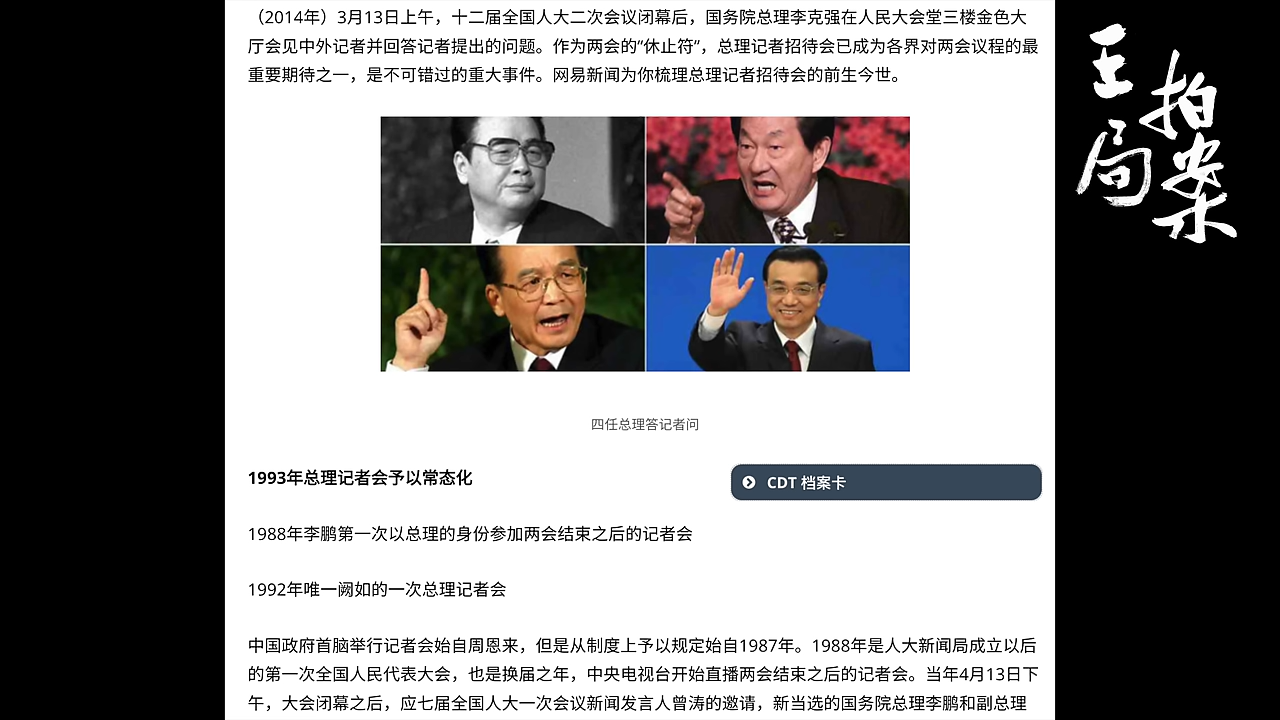 （2014年）3月13日上午，十二届全国人大二次会议闭幕后，国务院总理李克强在人民大会堂三楼金色大
厅会见中外记者并回答记者提出的问题。作为两会的“休止符”，总理记者招待会已成为各界对两会议程的最
重要期待之一，是不可错过的重大事件。网易新闻为你梳理总理记者招待会的前生今世。
四任总理答记者问
1993年总理记者会予以常态化
CDT 档案卡
1988年李鹏第一次以总理的身份参加两会结束之后的记者会
1992年唯一阙如的一次总理记者会
中国政府首脑举行记者会始自周恩来，但是从制度上予以规定始自1987年。1988年是人大新闻局成立以后
的第一次全国人民代表大会，也是换届之年，中央电视台开始直播两会结束之后的记者会。当年4月13日下
午，大会闭幕之后，应七届全国人大一次会议新闻发言人曾涛的邀请，新当选的国务院总理李鹏和副总理
王局
拍案